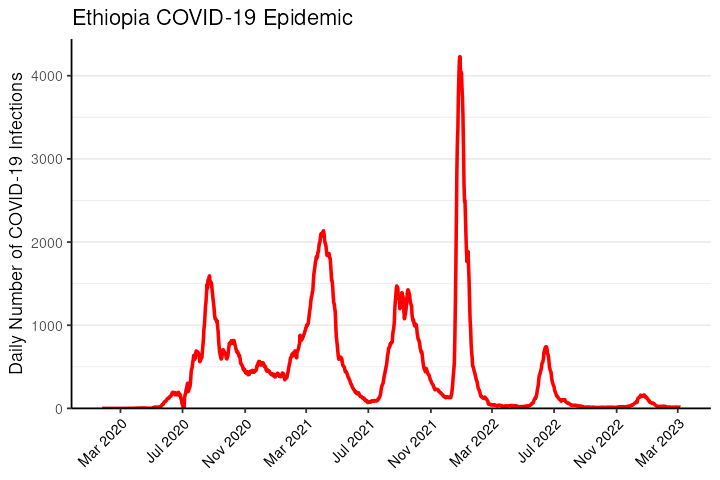 Ethiopia COVID-19 Epidemic
Daily Number of COVID-19 Infections
4000
3000
2000
1000
0
Mar 2020
Jul 2020
Nov 2020
Mar 2021
Jul 2021
Nov 2021
Mar 2022
Jul 2022
Nov 2022
Mar 2023